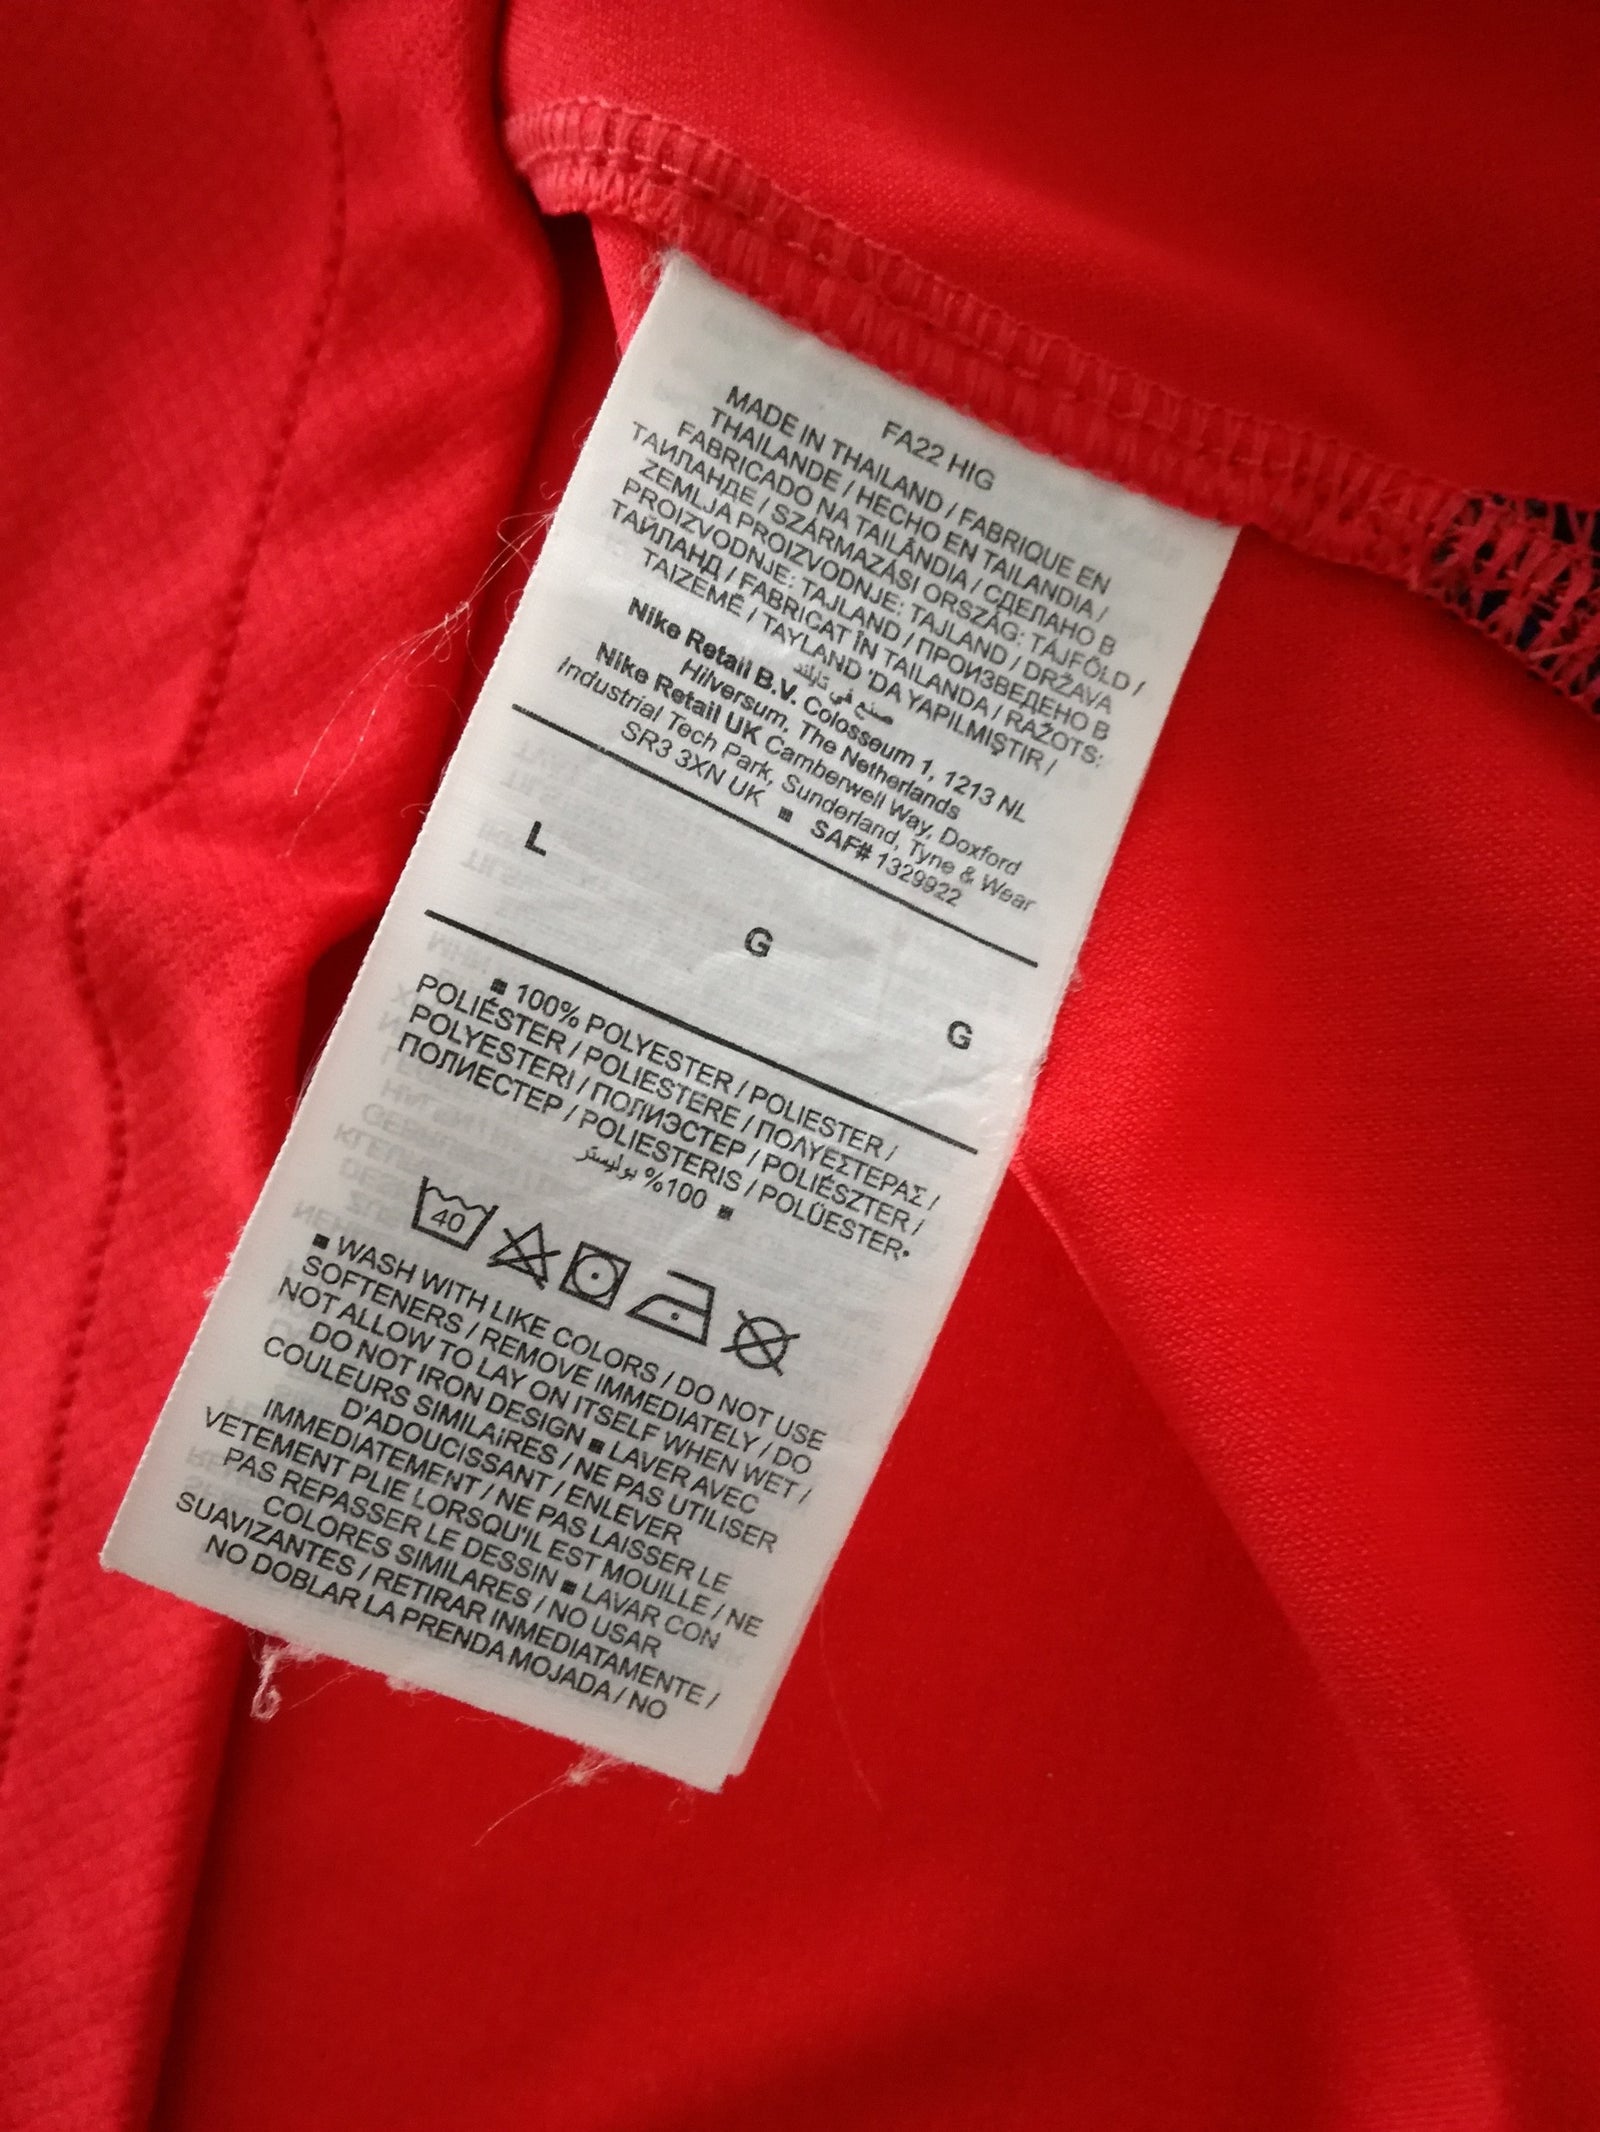 FA22 HIG
MADE IN THAILAND / FABRIQUE EN
THAILANDE / HECHO EN TAILANDIA /
FABRICADO NA TAILÂNDIA / СДЕЛАНО В
ТАИЛАНДЕ / SZÁRMAZÁSI ORSZÁG: TÁJFÖLD /
ZEMLJA PROIZVODNJE: TAJLAND / DRŽAVA
PROIZVODNJE: TAJLAND / ПРОИЗВЕДЕНО В
ТАЙЛАНД / FABRICAT ÎN TAILANDA / RAŽOTS:
TAIZEMĒ / TAYLAND 'DA YAPILMIŞTIR /
صنع في تايلند
Nike Retail B.V. Colosseum 1, 1213 NL
Hilversum, The Netherlands
Nike Retail UK Camberwell Way, Doxford
Industrial Tech Park, Sunderland, Tyne & Wear
SR3 3XN UK ■ SAF# 1329922
L G G
■ 100% POLYESTER / POLIESTER /
POLIÉSTER / POLIESTERE / ΠΟΛΥΕΣΤΕΡΑΣ /
POLYESTERI / ПОЛИЭСТЕР / POLIÉSZTER /
ПОЛИЕСТЕР / POLIESTERIS / POLÜESTER
100% بوليستر ■
40
■ WASH WITH LIKE COLORS / DO NOT USE
SOFTENERS / REMOVE IMMEDIATELY / DO
NOT ALLOW TO LAY ON ITSELF WHEN WET /
DO NOT IRON DESIGN ■ LAVER AVEC
COULEURS SIMILAIRES / NE PAS UTILISER
D'ADOUCISSANT / ENLEVER
IMMEDIATEMENT / NE PAS LAISSER LE
VETEMENT PLIE LORSQU'IL EST MOUILLE / NE
PAS REPASSER LE DESSIN ■ LAVAR CON
COLORES SIMILARES / NO USAR
SUAVIZANTES / RETIRAR INMEDIATAMENTE /
NO DOBLAR LA PRENDA MOJADA / NO